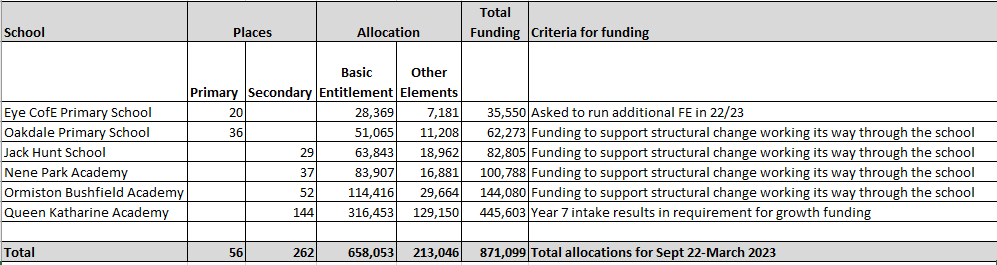 Total
School Places Allocation Funding Criteria for funding
Basic Other
Primary Secondary Entitlement Elements
Eye CofE Primary School 20 28,369 7,181 35,550 Asked to run additional FE in 22/23
Oakdale Primary School 36 51,065 11,208 62,273 Funding to support structural change working its way through the school
Jack Hunt School 29 63,843 18,962 82,805 Funding to support structural change working its way through the school
Nene Park Academy 37 83,907 16,881 100,788 Funding to support structural change working its way through the school
Ormiston Bushfield Academy 52 114,416 29,664 144,080 Funding to support structural change working its way through the school
Queen Katharine Academy 144 316,453 129,150 445,603 Year 7 intake results in requirement for growth funding
Total 56 262 658,053 213,046 871,099 Total allocations for Sept 22-March 2023